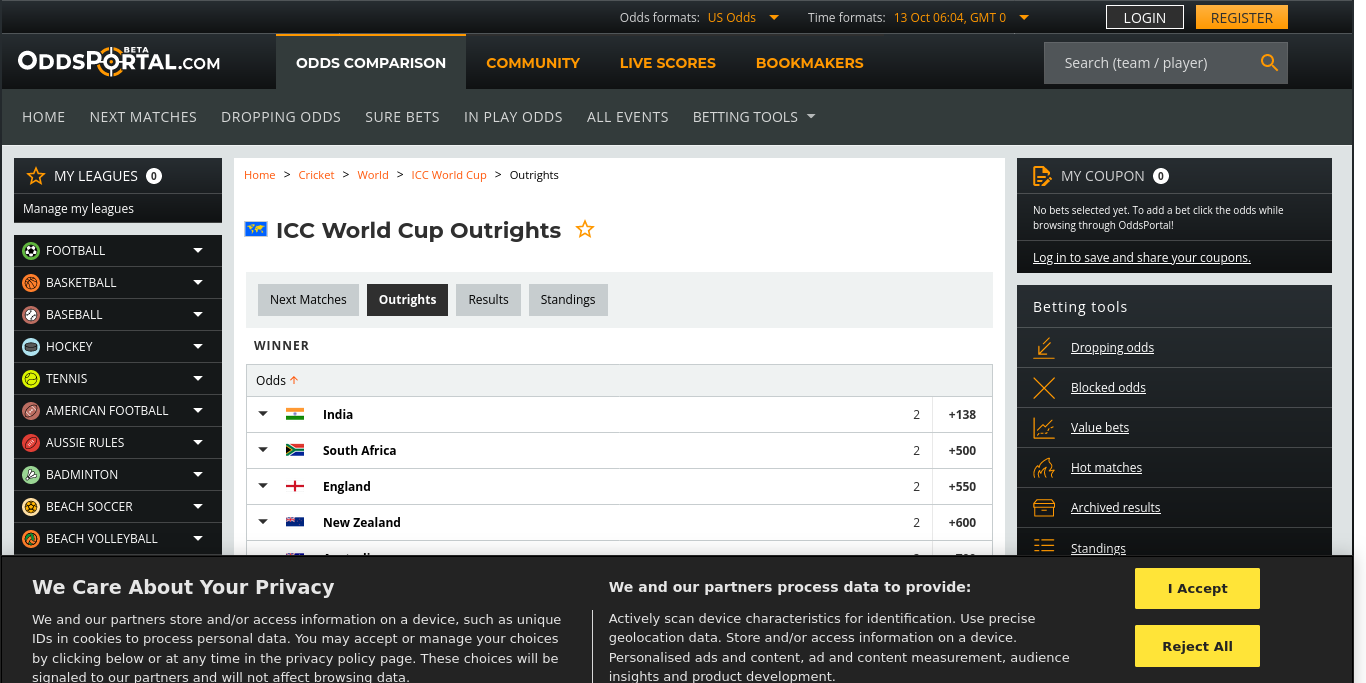 Odds formats: US Odds
Time formats: 13 Oct 06:04, GMT 0
LOGIN
REGISTER
ODDSPORTAL.COM
BETA
ODDS COMPARISON
COMMUNITY
LIVE SCORES
BOOKMAKERS
Search (team / player)
HOME
NEXT MATCHES
DROPPING ODDS
SURE BETS
IN PLAY ODDS
ALL EVENTS
BETTING TOOLS
MY LEAGUES 0
Manage my leagues
FOOTBALL
BASKETBALL
BASEBALL
HOCKEY
TENNIS
AMERICAN FOOTBALL
AUSSIE RULES
BADMINTON
BEACH SOCCER
BEACH VOLLEYBALL
Home > Cricket > World > ICC World Cup > Outrights
ICC World Cup Outrights
Next Matches
Outrights
Results
Standings
WINNER
Odds
India 2 +138
South Africa 2 +500
England 2 +550
New Zealand 2 +600
MY COUPON 0
No bets selected yet. To add a bet click the odds while
browsing through OddsPortal!
Log in to save and share your coupons.
Betting tools
Dropping odds
Blocked odds
Value bets
Hot matches
Archived results
Standings
We Care About Your Privacy
We and our partners store and/or access information on a device, such as unique
IDs in cookies to process personal data. You may accept or manage your choices
by clicking below or at any time in the privacy policy page. These choices will be
signaled to our partners and will not affect browsing data.
We and our partners process data to provide:
Actively scan device characteristics for identification. Use precise
geolocation data. Store and/or access information on a device.
Personalised ads and content, ad and content measurement, audience
insights and product development.
I Accept
Reject All